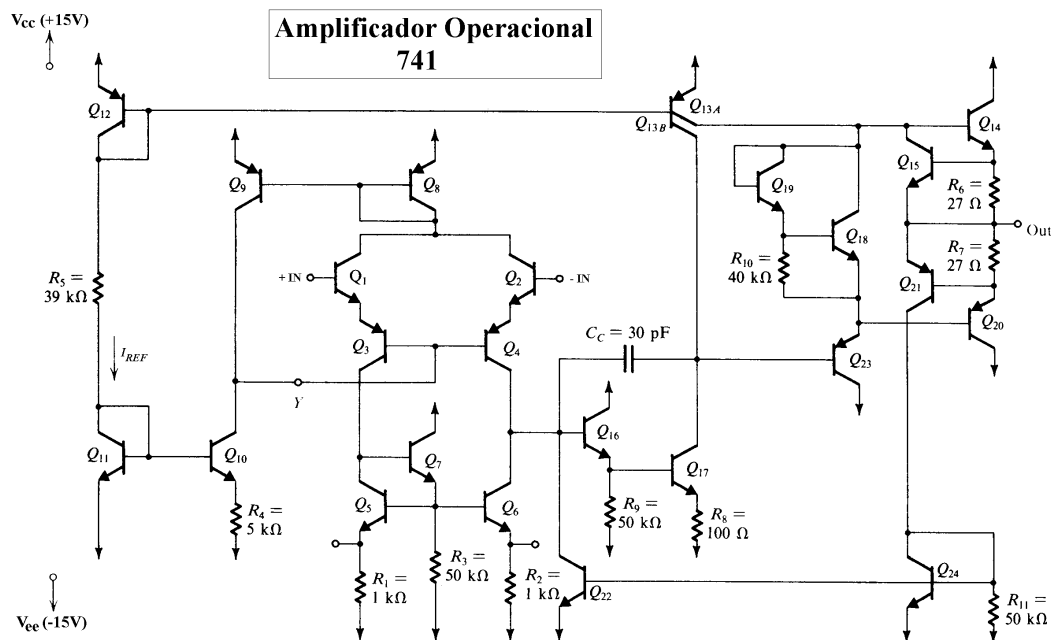 Vcc (+15V)
Amplificador Operacional
741
Q12
Q13A
Q13B
Q14
Q9
Q8
Q15
Q19
R6 =
27 Ω
R5 =
39 kΩ
+ IN
Q1
Q2
- IN
R10 =
40 kΩ
Q18
Out
R7 =
27 Ω
Q21
IREF
Q3
Q4
CC = 30 pF
Q23
Q20
Y
Q11
Q10
Q7
Q16
Q17
R4 =
5 kΩ
Q5
Q6
R9 =
50 kΩ
R8 =
100 Ω
R3 =
50 kΩ
R1 =
1 kΩ
R2 =
1 kΩ
Q22
Q24
R11 =
50 kΩ
Vee (-15V)